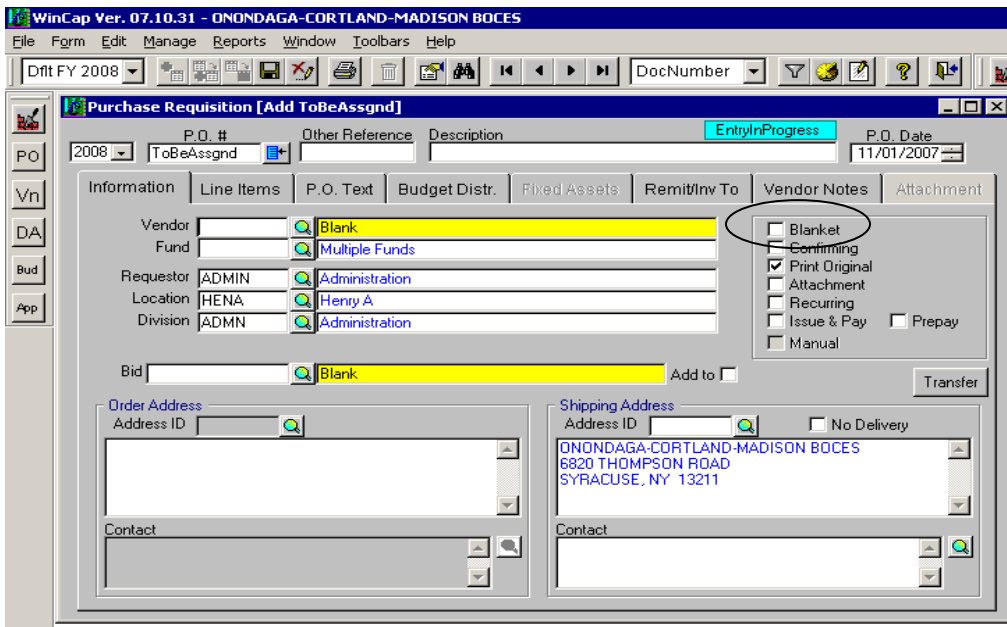 WinCap Ver. 07.10.31 - ONONDAGA-CORTLAND-MADISON BOCES
File Form Edit Manage Reports Window Toolbars Help
Dflt FY 2008 DocNumber
Purchase Requisition [Add ToBeAssgnd]
P.O. # Other Reference Description EntryInProgress P.O. Date
2008 ToBeAssgnd 11/01/2007
PO
Vn
DA
Bud
App
Information Line Items P.O. Text Budget Distr. Fixed Assets Remit/Inv To Vendor Notes Attachment
Vendor Blank
Fund Multiple Funds
Requestor ADMIN Administration
Location HENA Henry A
Division ADMN Administration
Blanket
Confirming
Print Original
Attachment
Recurring
Issue & Pay Prepay
Manual
Bid Blank Add to
Transfer
Order Address
Address ID
Contact
Shipping Address
Address ID No Delivery
ONONDAGA-CORTLAND-MADISON BOCES
6820 THOMPSON ROAD
SYRACUSE, NY 13211
Contact